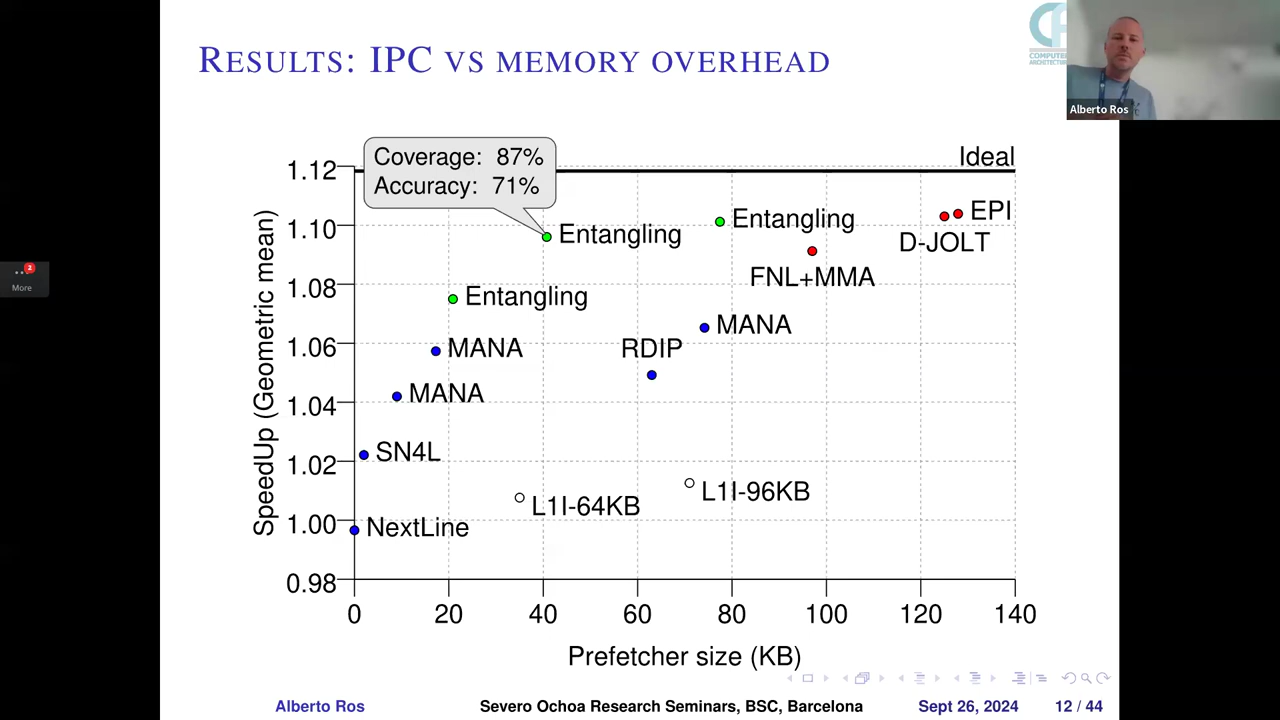 RESULTS: IPC VS MEMORY OVERHEAD
COMPUTER
ARCHITECTURE
Alberto Ros
Ideal
Coverage: 87%
Accuracy: 71%
1.12
1.10
1.08
1.06
1.04
1.02
1.00
0.98
SpeedUp (Geometric mean)
EPI
Entangling
Entangling
D-JOLT
FNL+MMA
Entangling
MANA
RDIP
MANA
MANA
SN4L
L1I-96KB
L1I-64KB
NextLine
More
2
0 20 40 60 80 100 120 140
Prefetcher size (KB)
Alberto Ros Severo Ochoa Research Seminars, BSC, Barcelona Sept 26, 2024 12 / 44